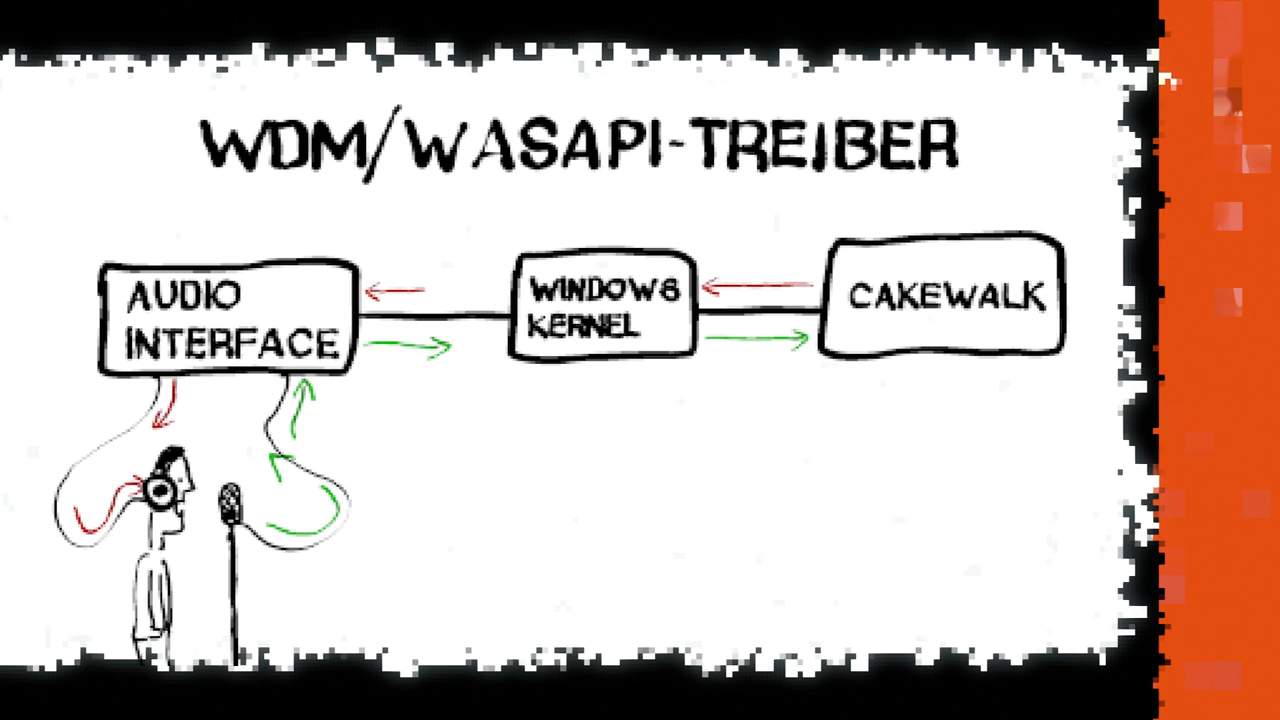 WDM/WASAPI-TREIBER
AUDIO
INTERFACE
WINDOWS
KERNEL
CAKEWALK